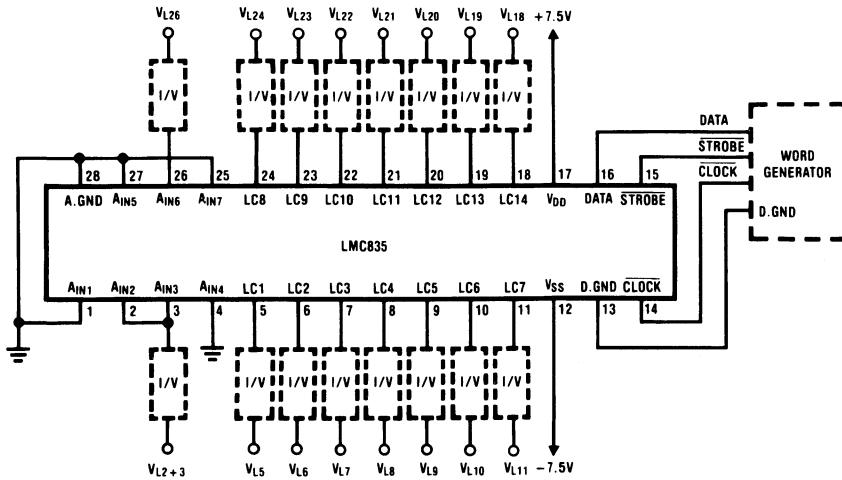 VL26 VL24 VL23 VL22 VL21 VL20 VL19 VL18 +7.5V
I/V I/V I/V I/V I/V I/V I/V I/V
DATA
STROBE
CLOCK
D.GND
WORD
GENERATOR
28 27 26 25 24 23 22 21 20 19 18 17 16 15
A.GND AIN5 AIN6 AIN7 LC8 LC9 LC10 LC11 LC12 LC13 LC14 VDD DATA STROBE
LMC835
AIN1 AIN2 AIN3 AIN4 LC1 LC2 LC3 LC4 LC5 LC6 LC7 VSS D.GND CLOCK
1 2 3 4 5 6 7 8 9 10 11 12 13 14
I/V I/V I/V I/V I/V I/V I/V I/V
VL2+3 VL5 VL6 VL7 VL8 VL9 VL10 VL11 -7.5V